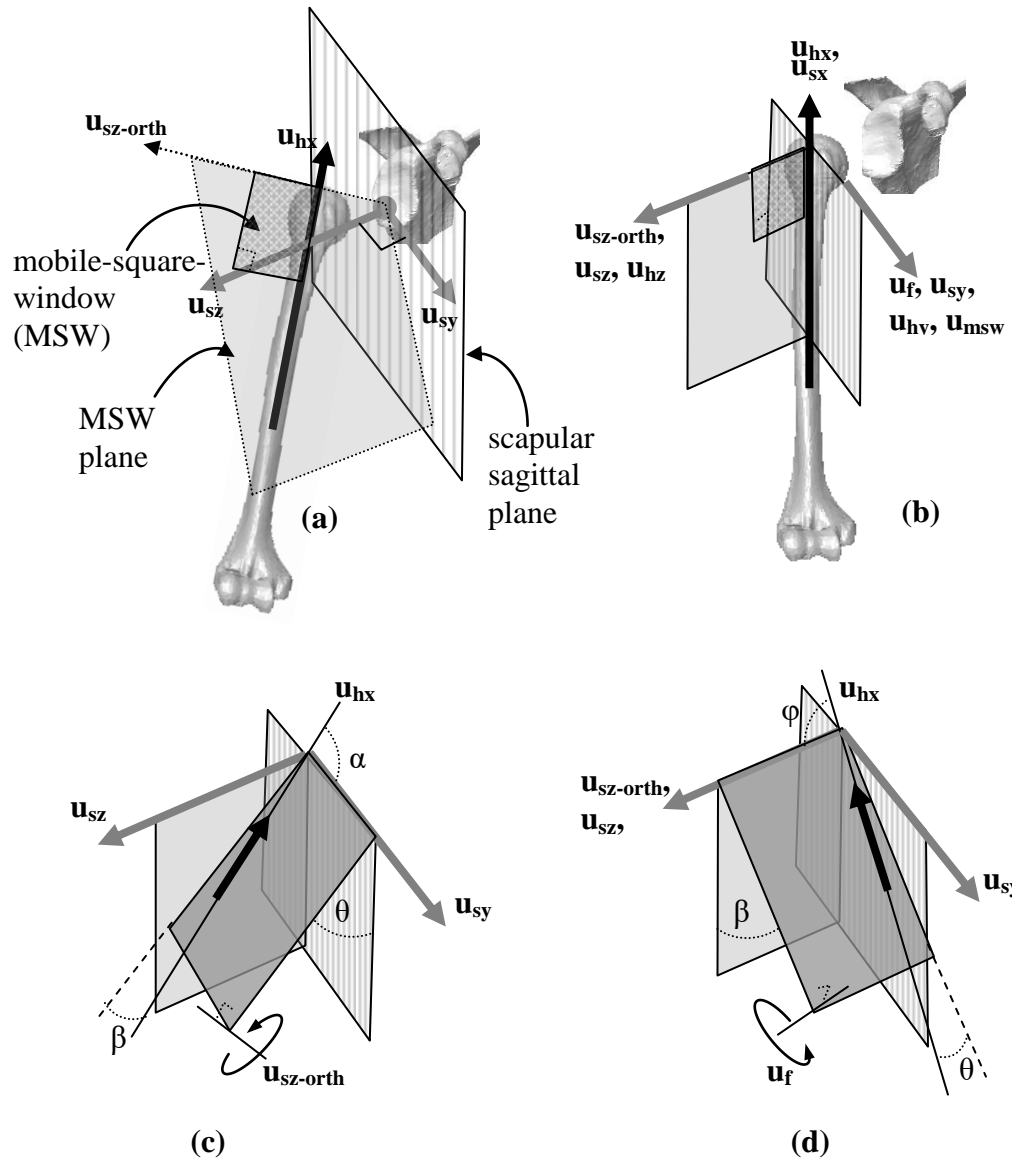 u_sz-orth
u_hx
mobile-square-
window
(MSW)
u_sz
u_sy
MSW
plane
scapular
sagittal
plane
(a)
u_hx,
u_sx
u_sz-orth,
u_sz, u_hz
u_f, u_sy,
u_hv, u_msw
(b)
u_hx
α
u_sz
u_sy
θ
β
u_sz-orth
(c)
u_hx
φ
u_sz-orth,
u_sz,
u_sy
β
u_f
θ
(d)